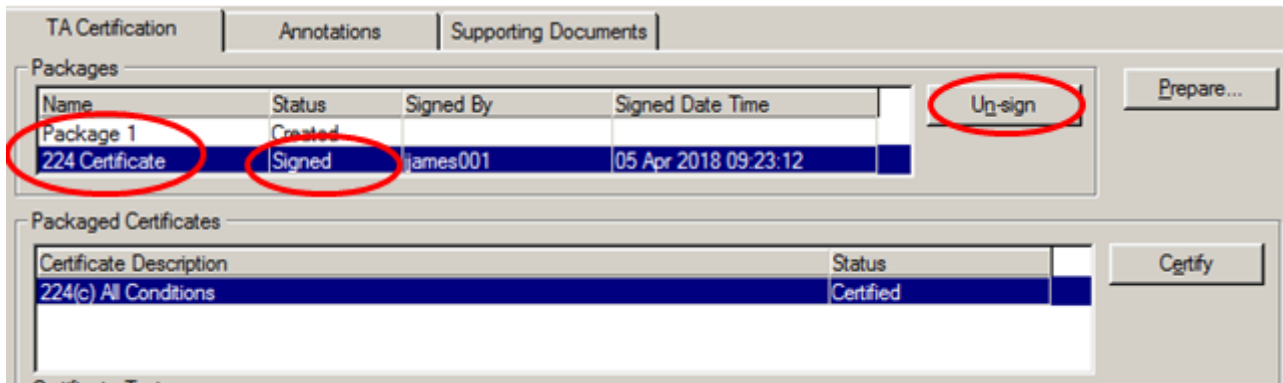 TA Certification Annotations Supporting Documents
Packages
Name Status Signed By Signed Date Time Un-sign Prepare...
Package 1 Created
224 Certificate Signed jjames001 05 Apr 2018 09:23:12
Packaged Certificates
Certificate Description Status Certify
224(c) All Conditions Certified